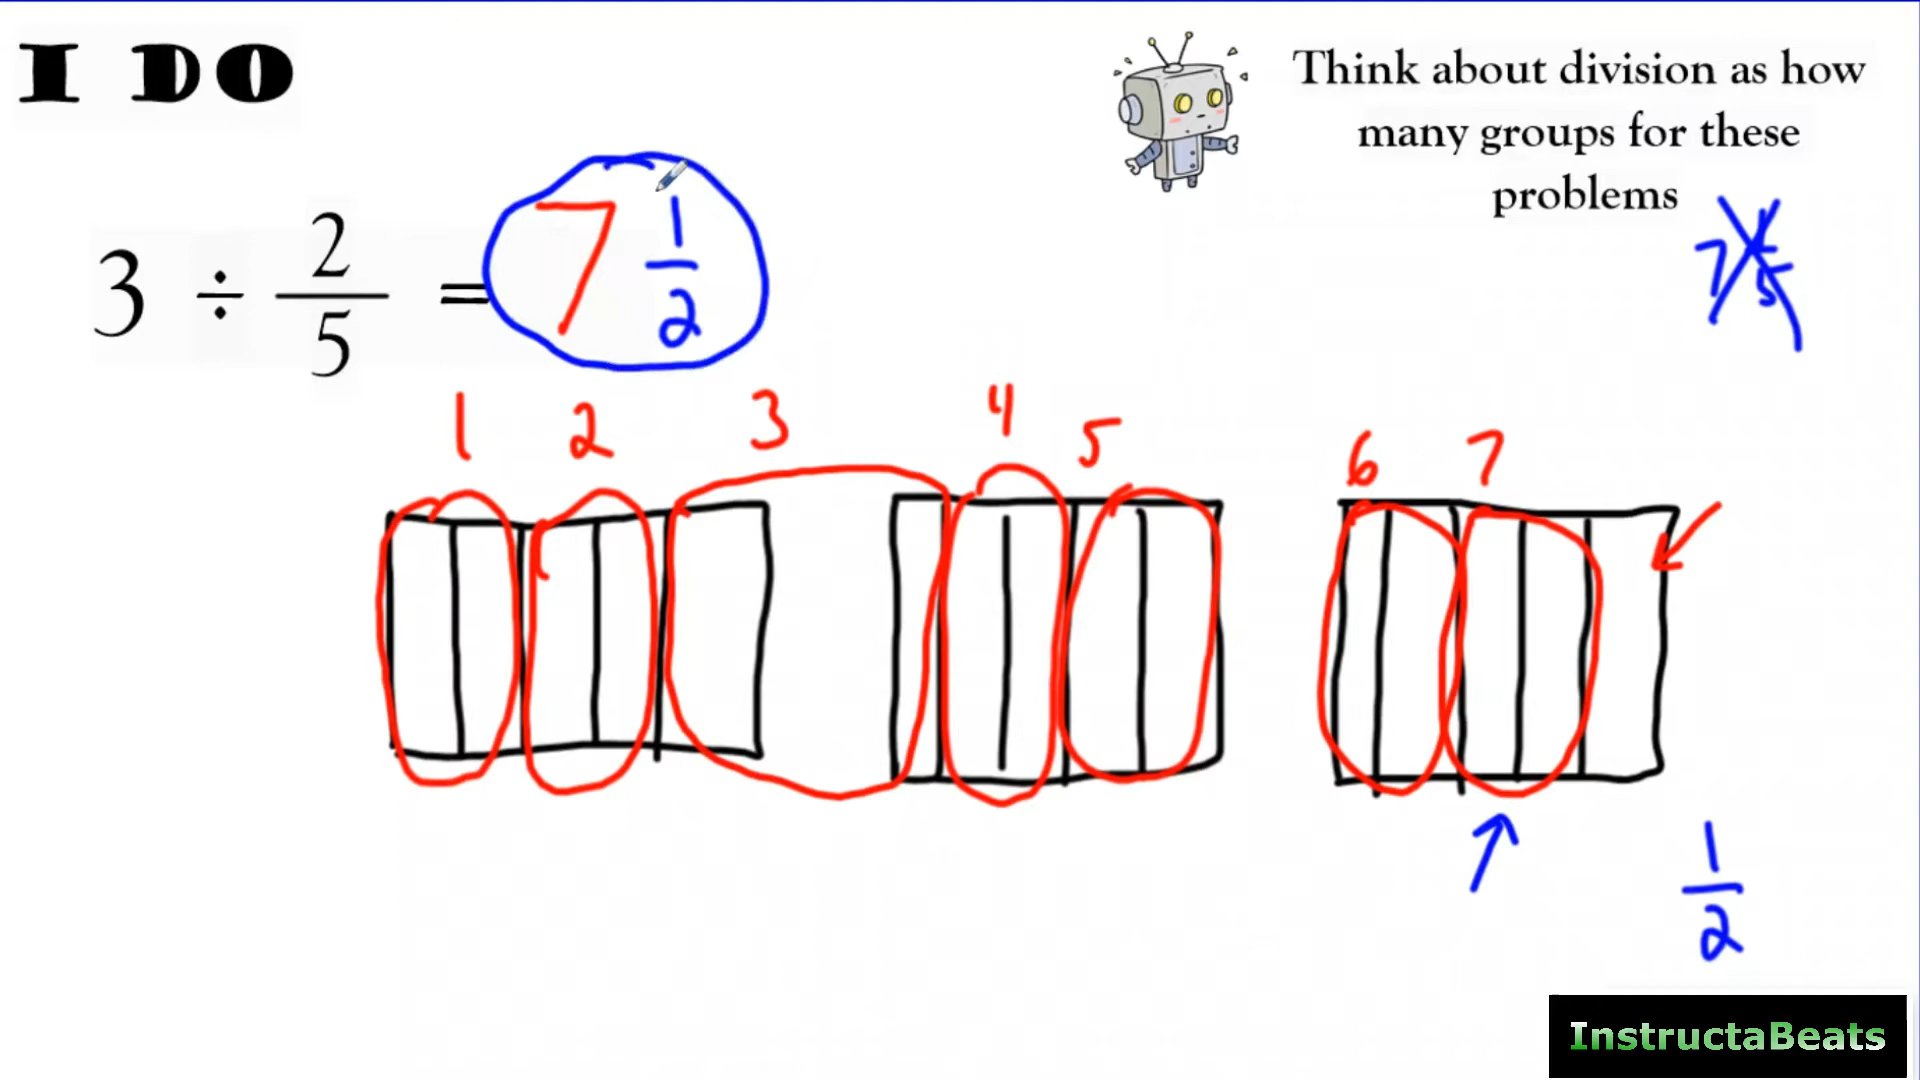 I DO
Think about division as how
many groups for these
problems
3 ÷ 2/5 = 7 1/2
7 1/5
1 2 3 4 5 6 7
1/2
InstructaBeats